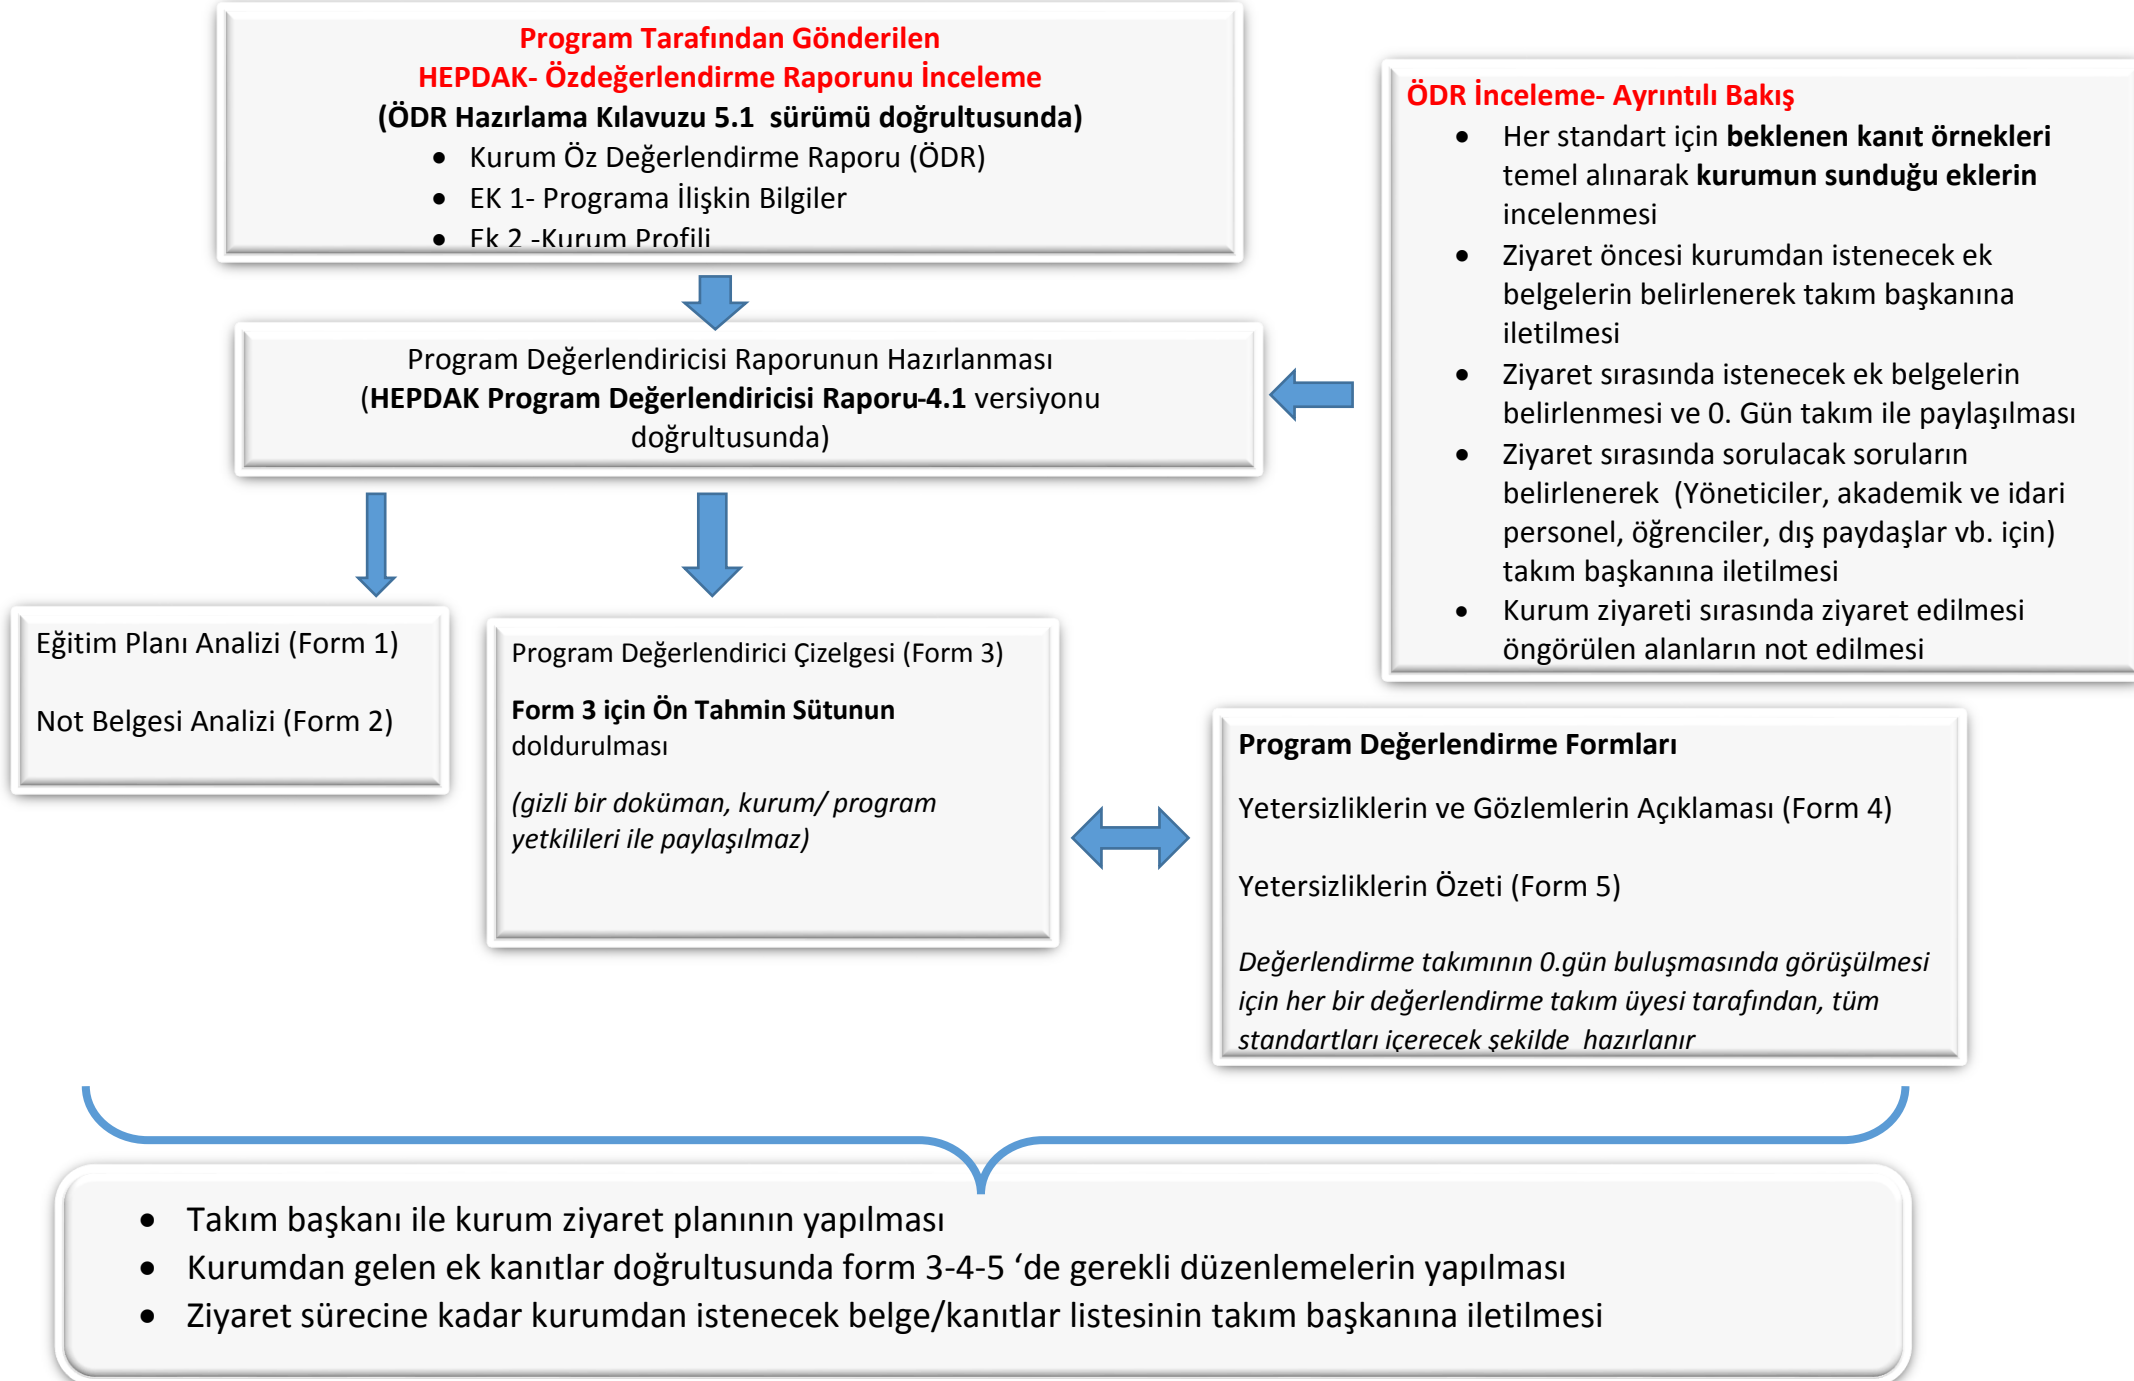 Program Tarafından Gönderilen
HEPDAK- Özdeğerlendirme Raporunu İnceleme
(ÖDR Hazırlama Kılavuzu 5.1  sürümü doğrultusunda)
• Kurum Öz Değerlendirme Raporu (ÖDR)
• EK 1- Programa İlişkin Bilgiler
• Ek 2 -Kurum Profili
ÖDR İnceleme- Ayrıntılı Bakış
• Her standart için beklenen kanıt örnekleri
temel alınarak kurumun sunduğu eklerin
incelenmesi
• Ziyaret öncesi kurumdan istenecek ek
belgelerin belirlenerek takım başkanına
iletilmesi
• Ziyaret sırasında istenecek ek belgelerin
belirlenmesi ve 0. Gün takım ile paylaşılması
• Ziyaret sırasında sorulacak soruların
belirlenerek  (Yöneticiler, akademik ve idari
personel, öğrenciler, dış paydaşlar vb. için)
takım başkanına iletilmesi
• Kurum ziyareti sırasında ziyaret edilmesi
öngörülen alanların not edilmesi
Program Değerlendiricisi Raporunun Hazırlanması
(HEPDAK Program Değerlendiricisi Raporu-4.1 versiyonu
doğrultusunda)
Eğitim Planı Analizi (Form 1)
Not Belgesi Analizi (Form 2)
Program Değerlendirici Çizelgesi (Form 3)
Form 3 için Ön Tahmin Sütunun
doldurulması
(gizli bir doküman, kurum/ program
yetkilileri ile paylaşılmaz)
Program Değerlendirme Formları
Yetersizliklerin ve Gözlemlerin Açıklaması (Form 4)
Yetersizliklerin Özeti (Form 5)
Değerlendirme takımının 0.gün buluşmasında görüşülmesi
için her bir değerlendirme takım üyesi tarafından, tüm
standartları içerecek şekilde  hazırlanır
• Takım başkanı ile kurum ziyaret planının yapılması
• Kurumdan gelen ek kanıtlar doğrultusunda form 3-4-5 ‘de gerekli düzenlemelerin yapılması
• Ziyaret sürecine kadar kurumdan istenecek belge/kanıtlar listesinin takım başkanına iletilmesi